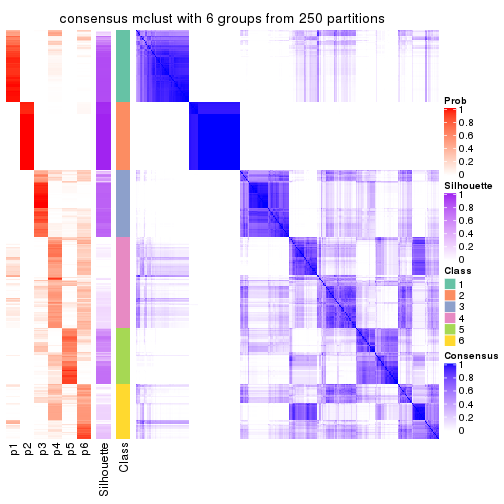 consensus mclust with 6 groups from 250 partitions
Prob
1
0.8
0.6
0.4
0.2
0
Silhouette
1
0.8
0.6
0.4
0.2
0
Class
1
2
3
4
5
6
Consensus
1
0.8
0.6
0.4
0.2
0
p1
p2
p3
p4
p5
p6
Silhouette
Class